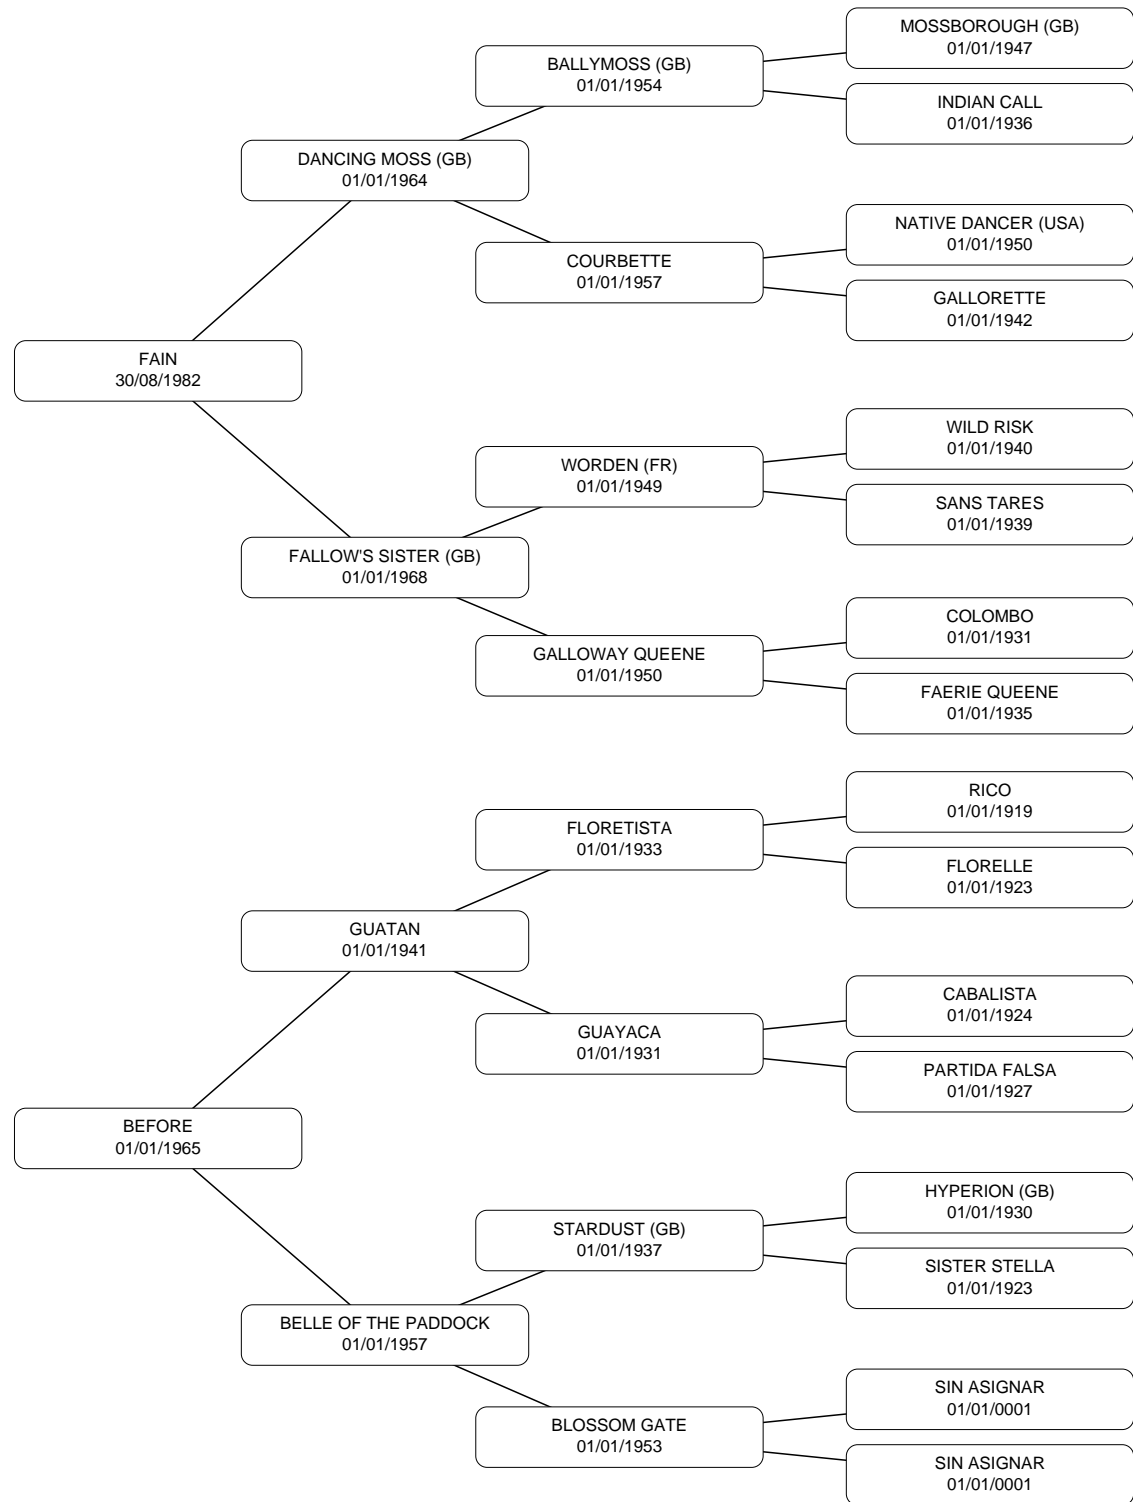 MOSSBOROUGH (GB)
01/01/1947
BALLYMOSS (GB)
01/01/1954
INDIAN CALL
01/01/1936
DANCING MOSS (GB)
01/01/1964
NATIVE DANCER (USA)
01/01/1950
COURBETTE
01/01/1957
GALLORETTE
01/01/1942
FAIN
30/08/1982
WILD RISK
01/01/1940
WORDEN (FR)
01/01/1949
SANS TARES
01/01/1939
FALLOW'S SISTER (GB)
01/01/1968
COLOMBO
01/01/1931
GALLOWAY QUEENE
01/01/1950
FAERIE QUEENE
01/01/1935
RICO
01/01/1919
FLORETISTA
01/01/1933
FLORELLE
01/01/1923
GUATAN
01/01/1941
CABALISTA
01/01/1924
GUAYACA
01/01/1931
PARTIDA FALSA
01/01/1927
BEFORE
01/01/1965
HYPERION (GB)
01/01/1930
STARDUST (GB)
01/01/1937
SISTER STELLA
01/01/1923
BELLE OF THE PADDOCK
01/01/1957
SIN ASIGNAR
01/01/0001
BLOSSOM GATE
01/01/1953
SIN ASIGNAR
01/01/0001